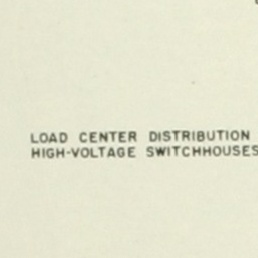 LOAD CENTER DISTRIBUTION
HIGH-VOLTAGE SWITCHHOUSES